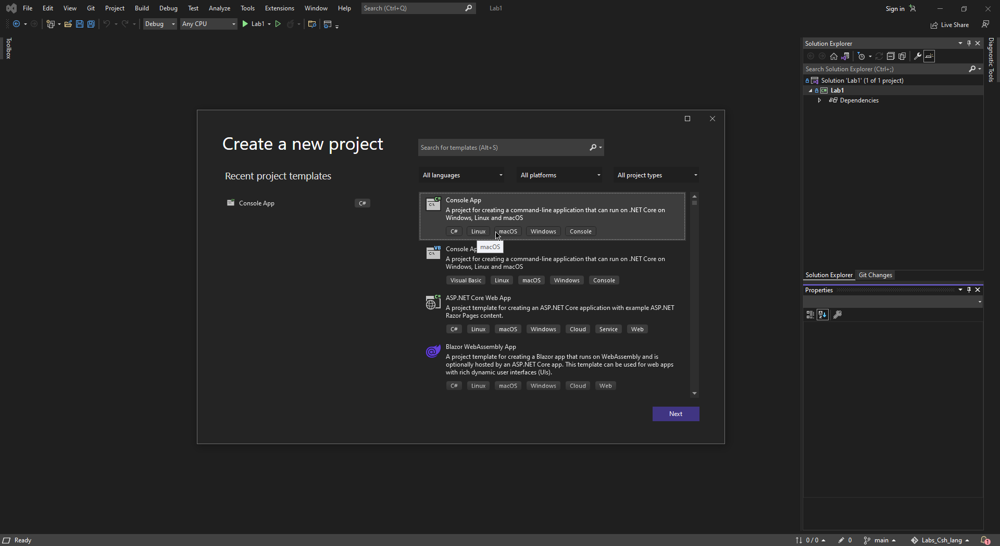 File Edit View Git Project Build Debug Test Analyze Tools Extensions Window Help Search (Ctrl+Q) Lab1 Sign in
Debug Any CPU Lab1 Live Share
Toolbox
Create a new project
Recent project templates
Console App C#
Search for templates (Alt+S)
All languages All platforms All project types
C#
C:\
Console App
A project for creating a command-line application that can run on .NET Core on
Windows, Linux and macOS
C# Linux macOS Windows Console
macOS
VB
C:\
Console Ap
A project for creating a command-line application that can run on .NET Core on
Windows, Linux and macOS
Visual Basic Linux macOS Windows Console
C#
ASP.NET Core Web App
A project template for creating an ASP.NET Core application with example ASP.NET
Razor Pages content.
C# Linux macOS Windows Cloud Service Web
@
Blazor WebAssembly App
A project template for creating a Blazor app that runs on WebAssembly and is
optionally hosted by an ASP.NET Core app. This template can be used for web apps
with rich dynamic user interfaces (UIs).
C# Linux macOS Windows Cloud Web
Next
Solution Explorer
Search Solution Explorer (Ctrl+;)
Solution 'Lab1' (1 of 1 project)
C# Lab1
Dependencies
Solution Explorer Git Changes
Properties
Diagnostic Tools
Ready 0 / 0 0 main Labs_Csh_lang 1